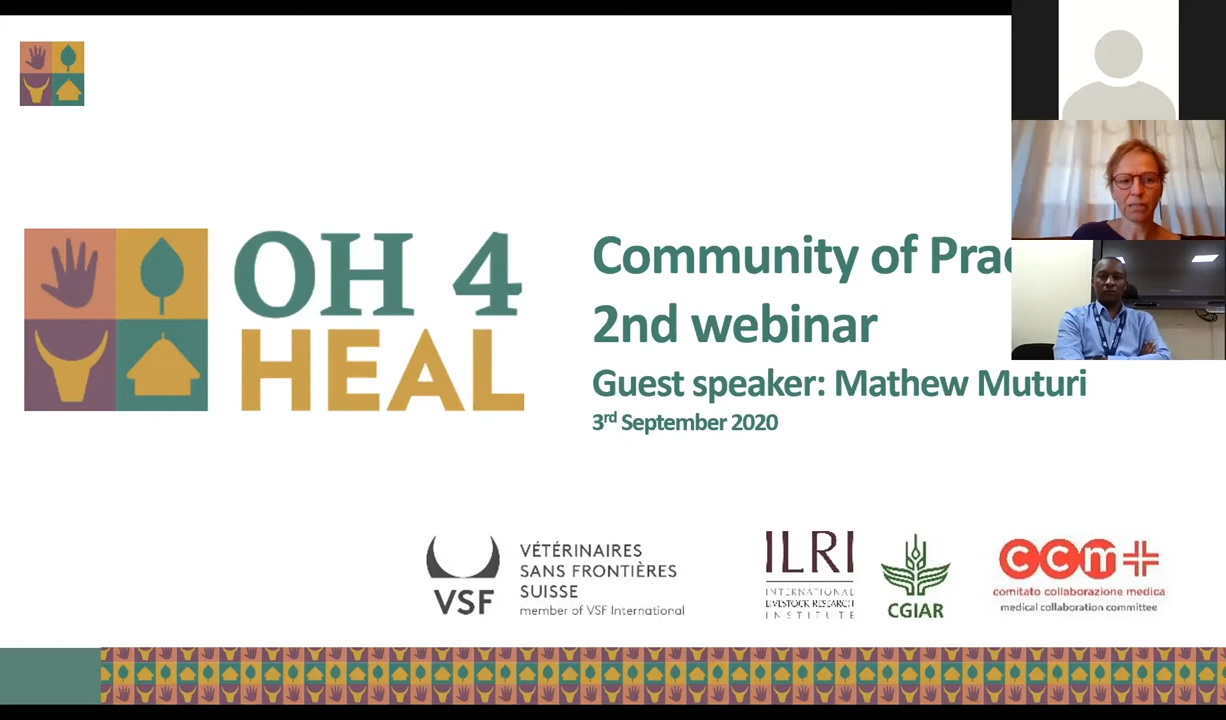 OH 4
HEAL
Community of Prac
2nd webinar
Guest speaker: Mathew Muturi
3rd September 2020
VSF
VÉTÉRINAIRES
SANS FRONTIÈRES
SUISSE
member of VSF International
ILRI
INTERNATIONAL
LIVESTOCK RESEARCH
INSTITUTE
CGIAR
ccm
comitato collaborazione medica
medical collaboration committee